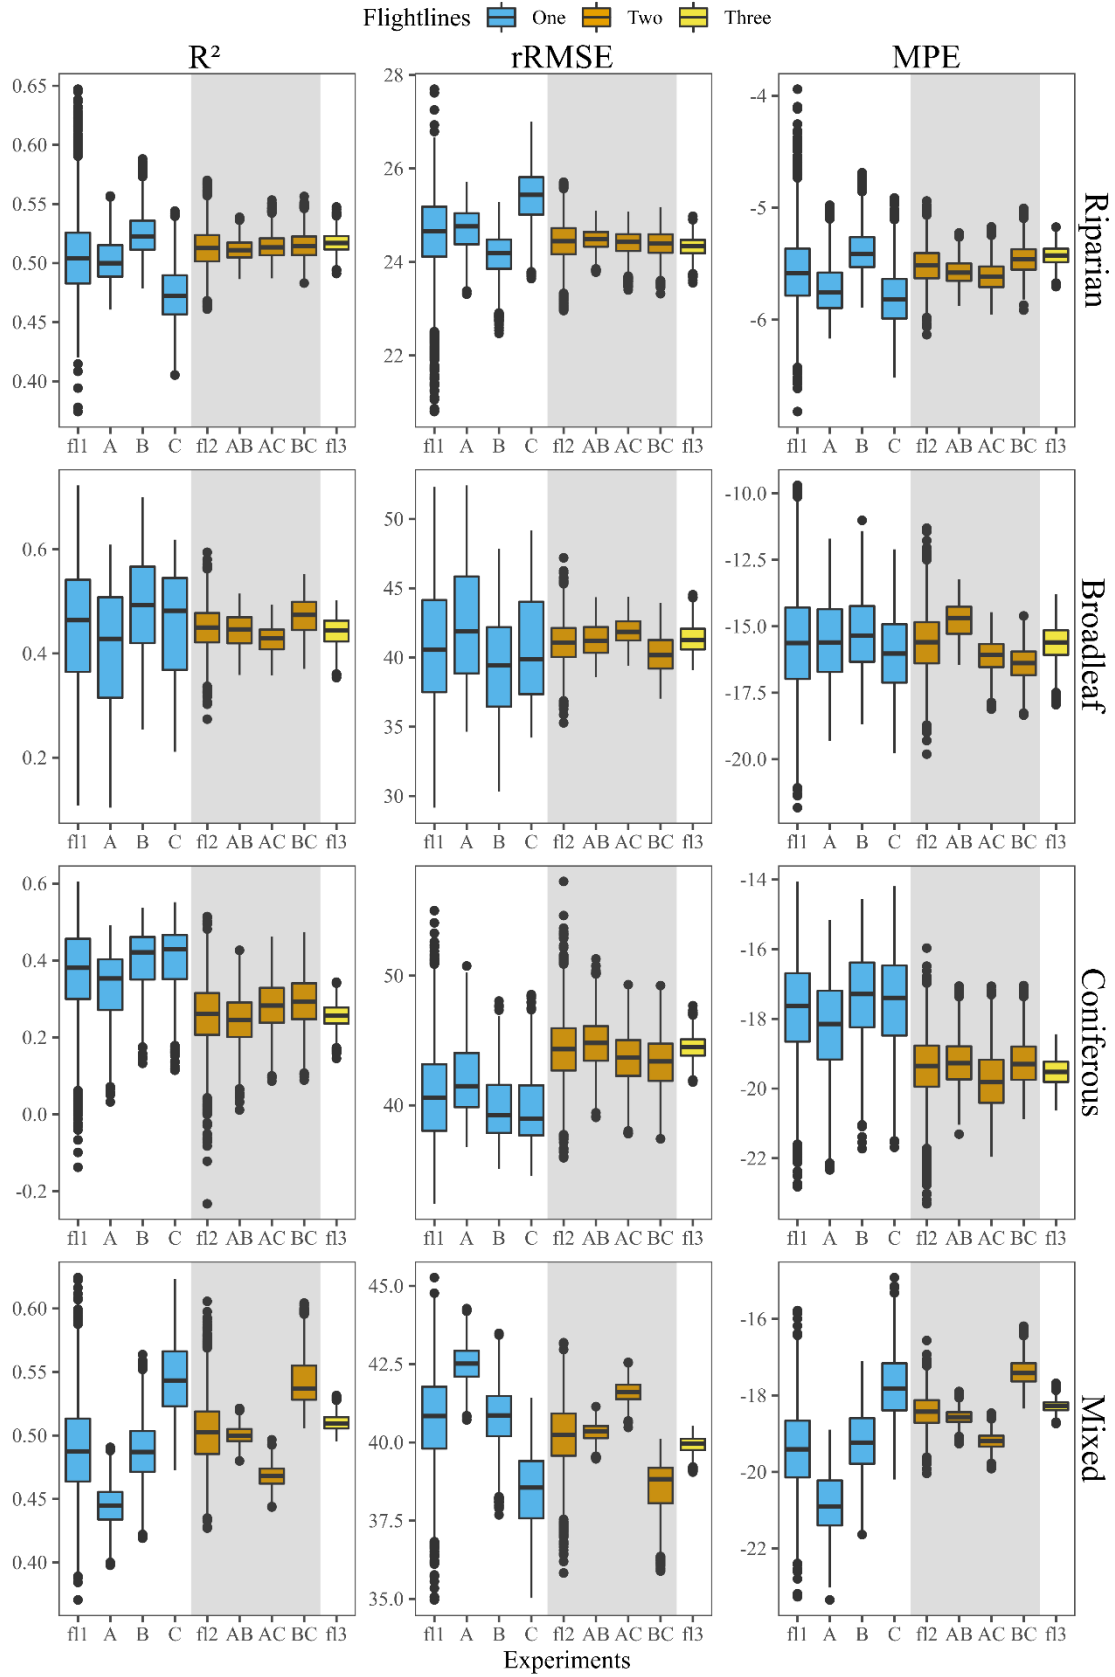 Flightlines One Two Three
R² rRMSE MPE
0.65
0.60
0.55
0.50
0.45
0.40
fl1 A B C fl2 AB AC BC fl3
28
26
24
22
fl1 A B C fl2 AB AC BC fl3
-4
-5
-6
fl1 A B C fl2 AB AC BC fl3
Riparian
0.6
0.4
0.2
fl1 A B C fl2 AB AC BC fl3
50
45
40
35
30
fl1 A B C fl2 AB AC BC fl3
-10.0
-12.5
-15.0
-17.5
-20.0
fl1 A B C fl2 AB AC BC fl3
Broadleaf
0.6
0.4
0.2
0.0
-0.2
fl1 A B C fl2 AB AC BC fl3
50
40
fl1 A B C fl2 AB AC BC fl3
-14
-16
-18
-20
-22
fl1 A B C fl2 AB AC BC fl3
Coniferous
0.60
0.55
0.50
0.45
0.40
fl1 A B C fl2 AB AC BC fl3
45.0
42.5
40.0
37.5
35.0
fl1 A B C fl2 AB AC BC fl3
-16
-18
-20
-22
fl1 A B C fl2 AB AC BC fl3
Mixed
Experiments